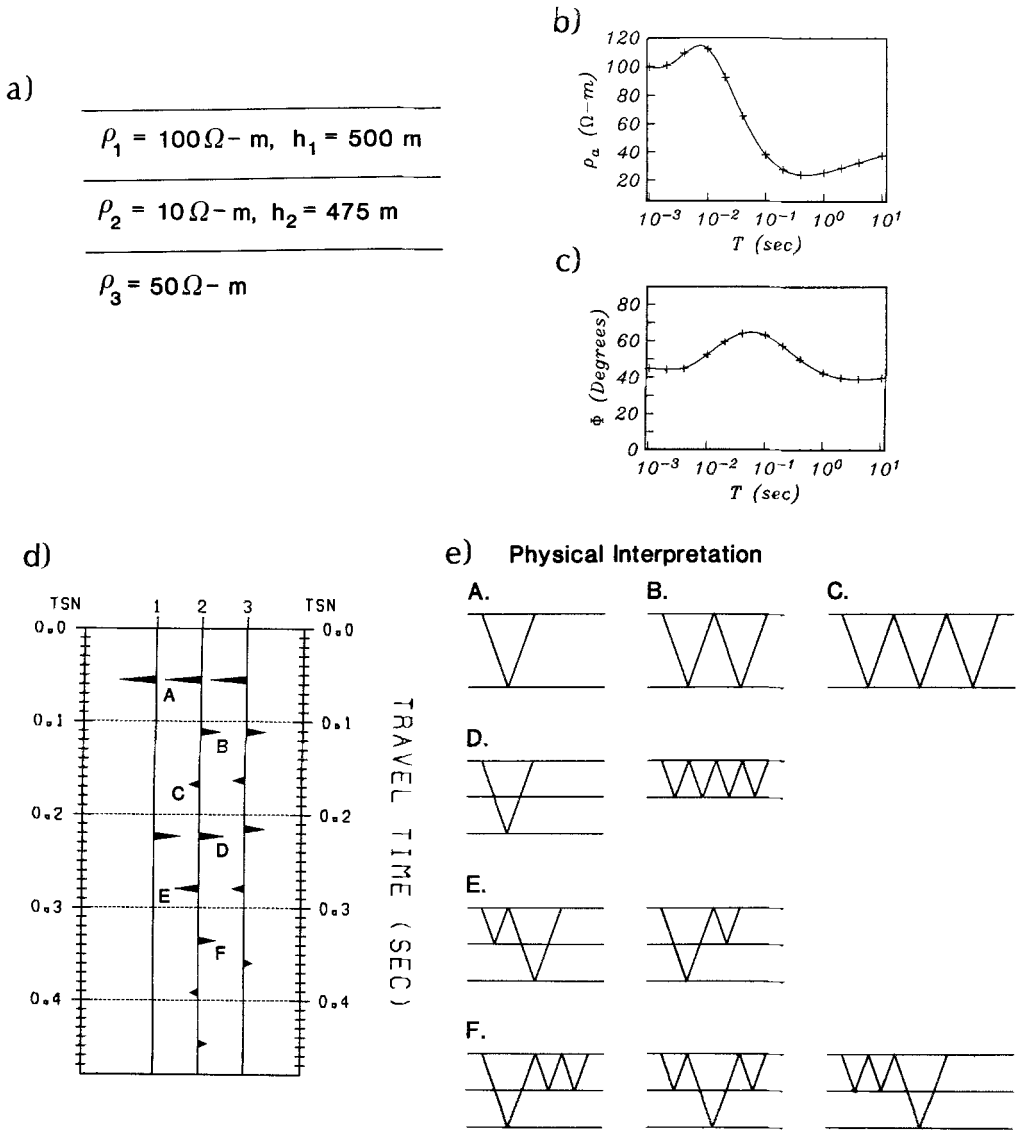 a)
ρ₁ = 100 Ω - m, h₁ = 500 m
ρ₂ = 10 Ω - m, h₂ = 475 m
ρ₃ = 50 Ω - m
b)
120
100
80
60
40
20
ρₐ (Ω-m)
10⁻³ 10⁻² 10⁻¹ 10⁰ 10¹
T (sec)
c)
80
60
40
20
0
Φ (Degrees)
10⁻³ 10⁻² 10⁻¹ 10⁰ 10¹
T (sec)
d)
TSN 1 2 3 TSN
0.0 0.0
A
0.1 0.1
B
C
0.2 0.2
D
E
0.3 0.3
F
0.4 0.4
TRAVEL TIME (SEC)
e) Physical Interpretation
A. B. C.
D.
E.
F.